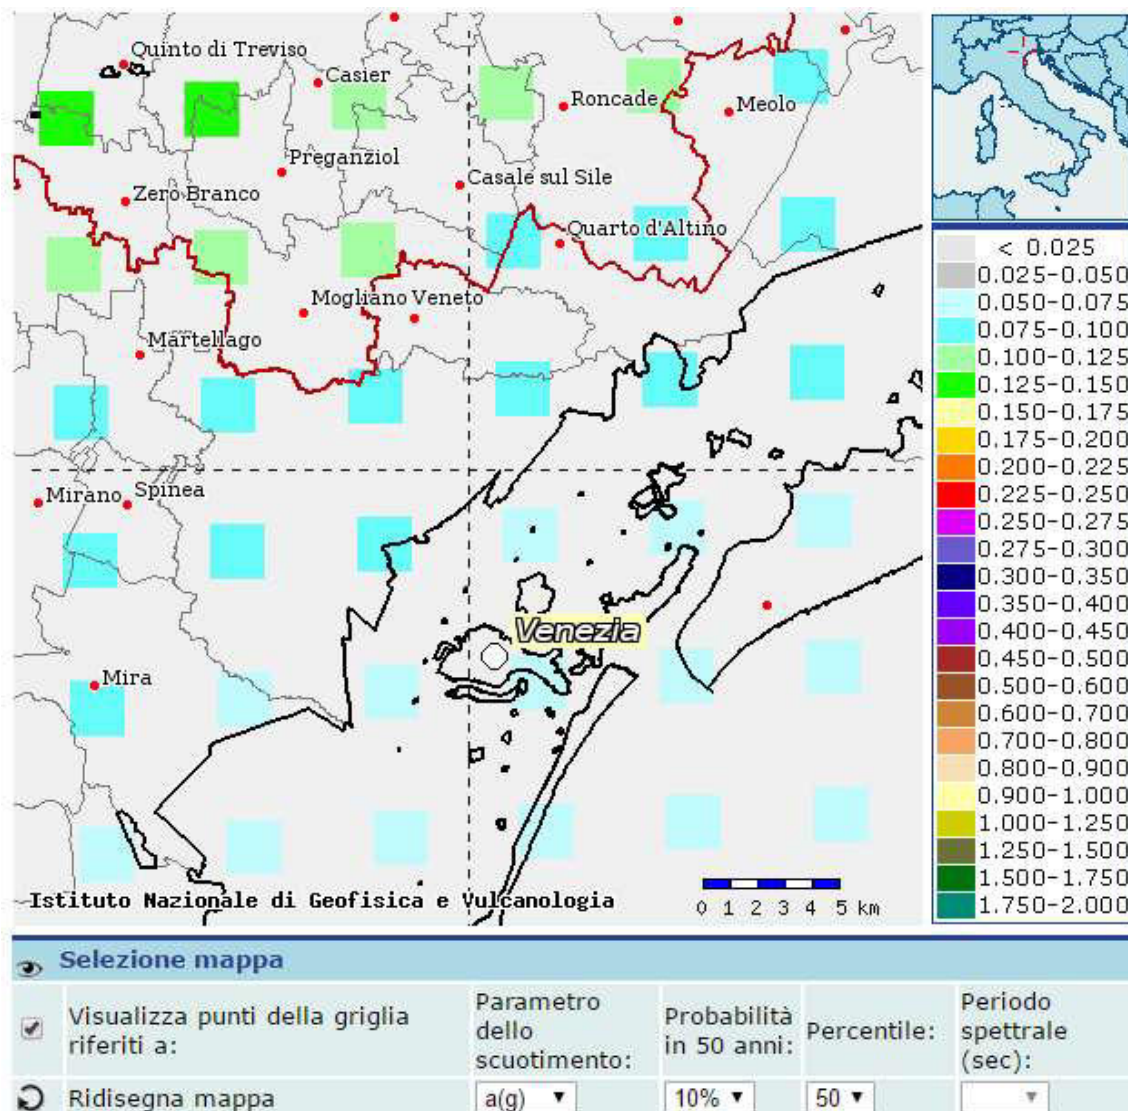 Quinto di Treviso
Casier
Roncade
Meolo
Preganziol
Casale sul Sile
Zero Branco
Quarto d'Altino
Mogliano Veneto
Martellago
Mirano
Spinea
Venezia
Mira
Istituto Nazionale di Geofisica e Vulcanologia
0 1 2 3 4 5 km
< 0.025
0.025-0.050
0.050-0.075
0.075-0.100
0.100-0.125
0.125-0.150
0.150-0.175
0.175-0.200
0.200-0.225
0.225-0.250
0.250-0.275
0.275-0.300
0.300-0.350
0.350-0.400
0.400-0.450
0.450-0.500
0.500-0.600
0.600-0.700
0.700-0.800
0.800-0.900
0.900-1.000
1.000-1.250
1.250-1.500
1.500-1.750
1.750-2.000
Selezione mappa
Visualizza punti della griglia
riferiti a:
Parametro
dello
scuotimento:
Probabilità
in 50 anni:
Percentile:
Periodo
spettrale
(sec):
Ridisegna mappa
a(g)
10%
50